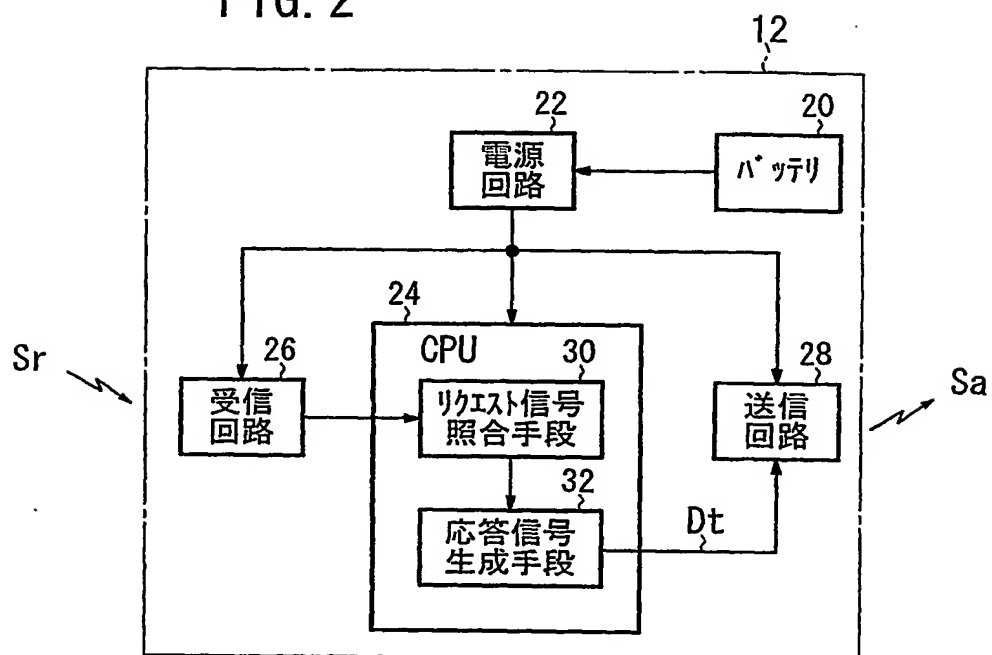 FIG. 2
12
22
20
電源
回路
バッテリ
24
CPU
Sr
26
30
28
Sa
受信
回路
リクエスト信号
照合手段
送信
回路
32
応答信号
生成手段
Dt